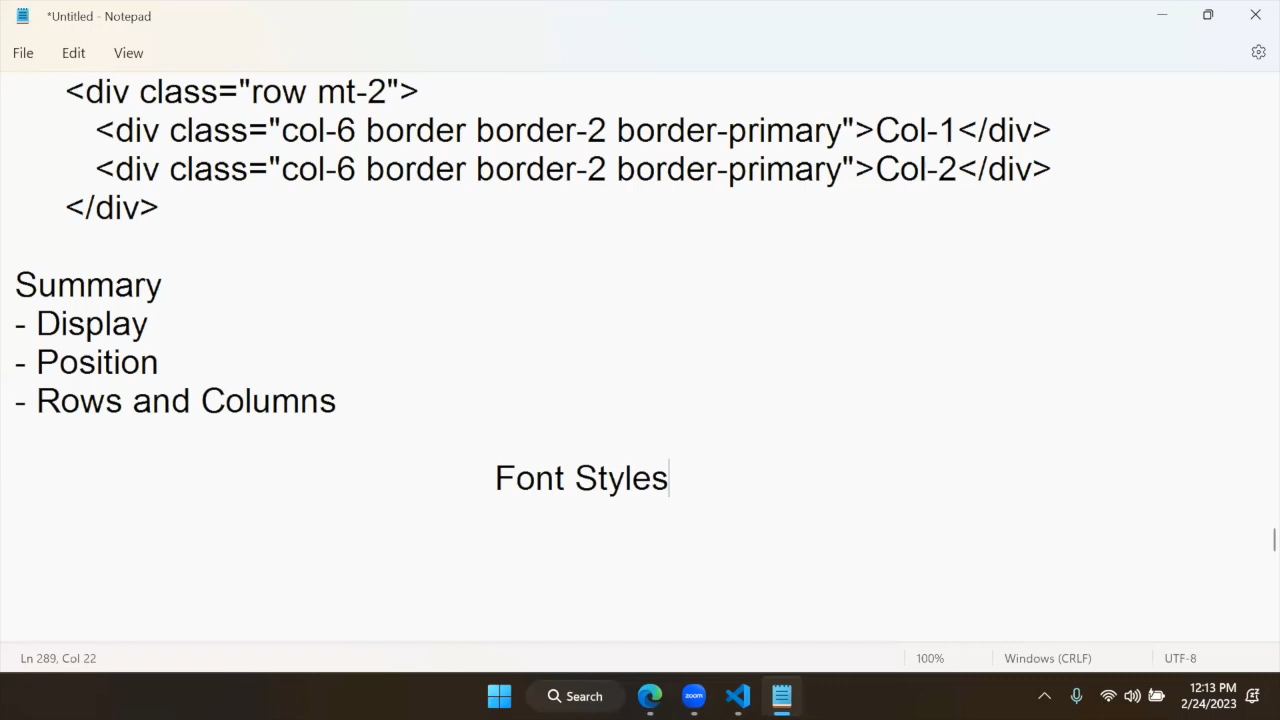 *Untitled - Notepad
File Edit View
<div class="row mt-2">
<div class="col-6 border border-2 border-primary">Col-1</div>
<div class="col-6 border border-2 border-primary">Col-2</div>
</div>
Summary
- Display
- Position
- Rows and Columns
Font Styles
Ln 289, Col 22 100% Windows (CRLF) UTF-8
Search zoom 12:13 PM
2/24/2023